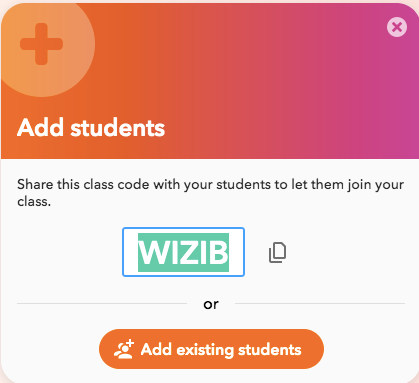 Add students
Share this class code with your students to let them join your
class.
WIZIB
or
Add existing students